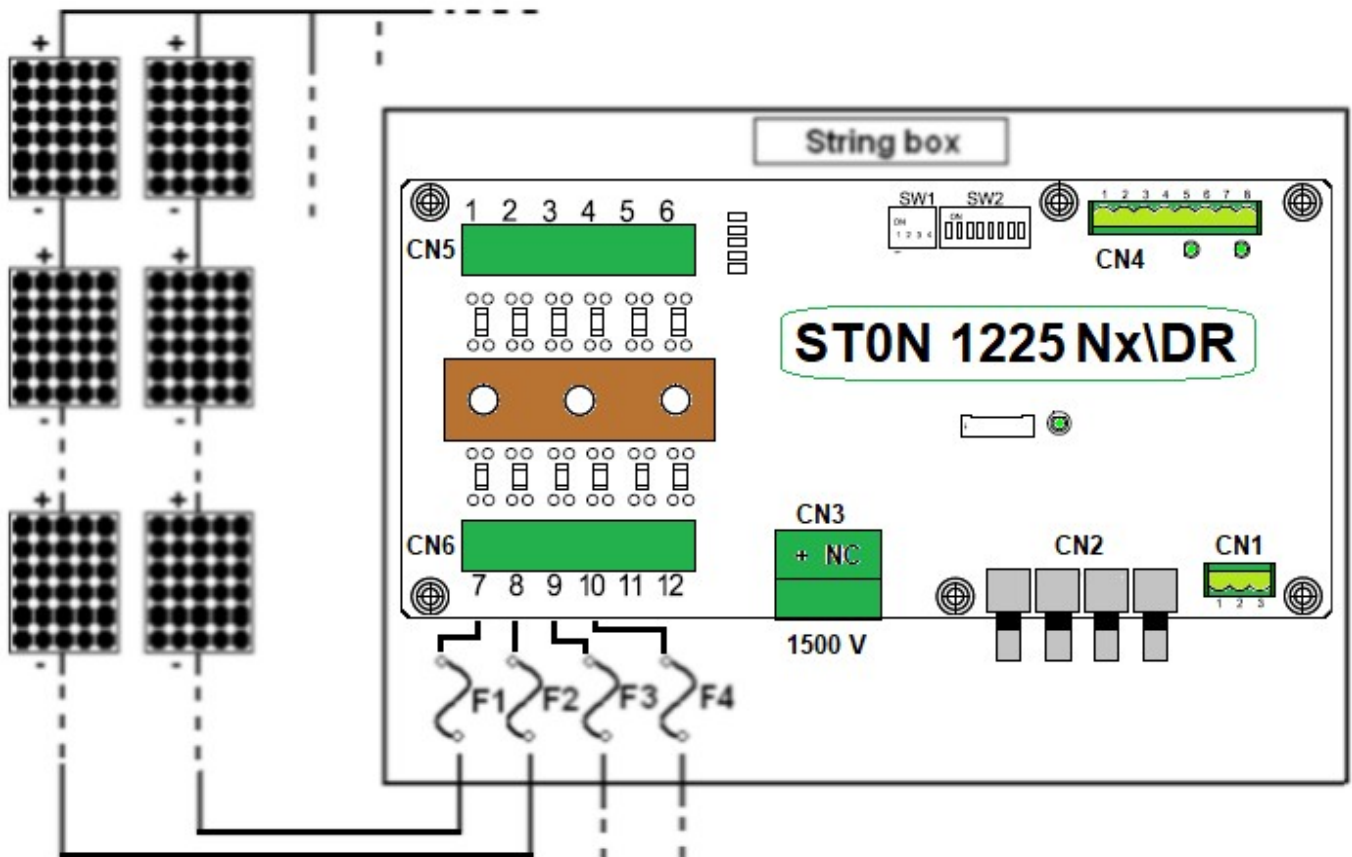 + +
- -
+ +
- -
+ +
- -
String box
SW1 SW2
ON ON
1 2 3 4
1 2 3 4 5 6 7 8
CN4
1 2 3 4 5 6
CN5
ST0N 1225 Nx\DR
CN6
7 8 9 10 11 12
CN3
+ NC
1500 V
CN2
CN1
1 2 3
F1 F2 F3 F4